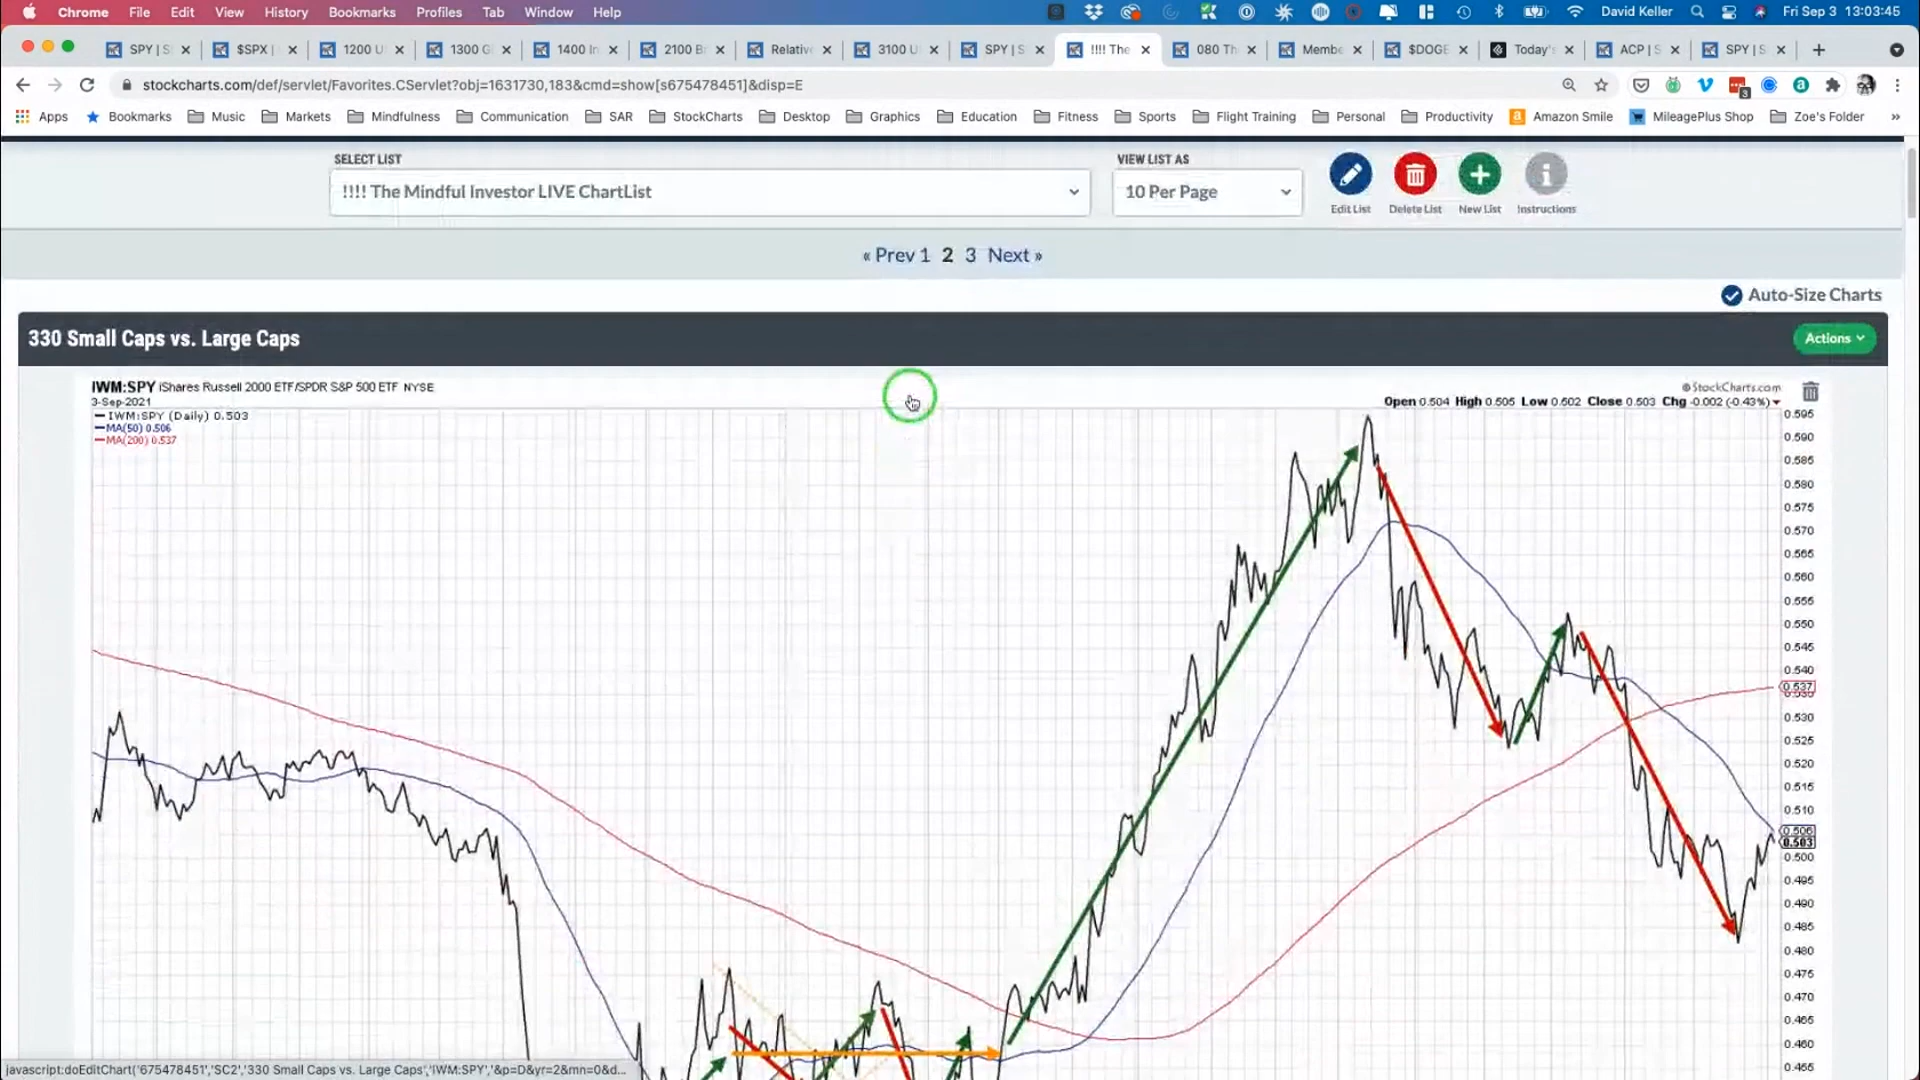 Chrome File Edit View History Bookmarks Profiles Tab Window Help David Keller Fri Sep 3 13:03:45
SPY | S $SPX | 1200 U 1300 G 1400 In 2100 B Relativ 3100 U SPY | S !!!! The 080 Th Membe $DOGE Today' ACP | S SPY | S
stockcharts.com/def/servlet/Favorites.CServlet?obj=1631730,183&cmd=show[s675478451]&disp=E 3
Apps Bookmarks Music Markets Mindfulness Communication SAR StockCharts Desktop Graphics Education Fitness Sports Flight Training Personal Productivity Amazon Smile MileagePlus Shop Zoe's Folder »
SELECT LIST VIEW LIST AS
!!!! The Mindful Investor LIVE ChartList 10 Per Page
Edit List Delete List New List Instructions
« Prev 1 2 3 Next »
Auto-Size Charts
330 Small Caps vs. Large Caps Actions
IWM:SPY iShares Russell 2000 ETF/SPDR S&P 500 ETF NYSE © StockCharts.com
3-Sep-2021 Open 0.504 High 0.505 Low 0.502 Close 0.503 Chg -0.002 (-0.43%)
IWM:SPY (Daily) 0.503
MA(50) 0.506
MA(200) 0.537
0.595
0.590
0.585
0.580
0.575
0.570
0.565
0.560
0.555
0.550
0.545
0.540
0.537
0.530
0.525
0.520
0.515
0.510
0.506
0.503
0.500
0.495
0.490
0.485
0.480
0.475
0.470
0.465
0.460
0.465
javascript:doEditChart('675478451','SC2','330 Small Caps vs. Large Caps','IWM:SPY','&p=D&yr=2&mn=0&d...